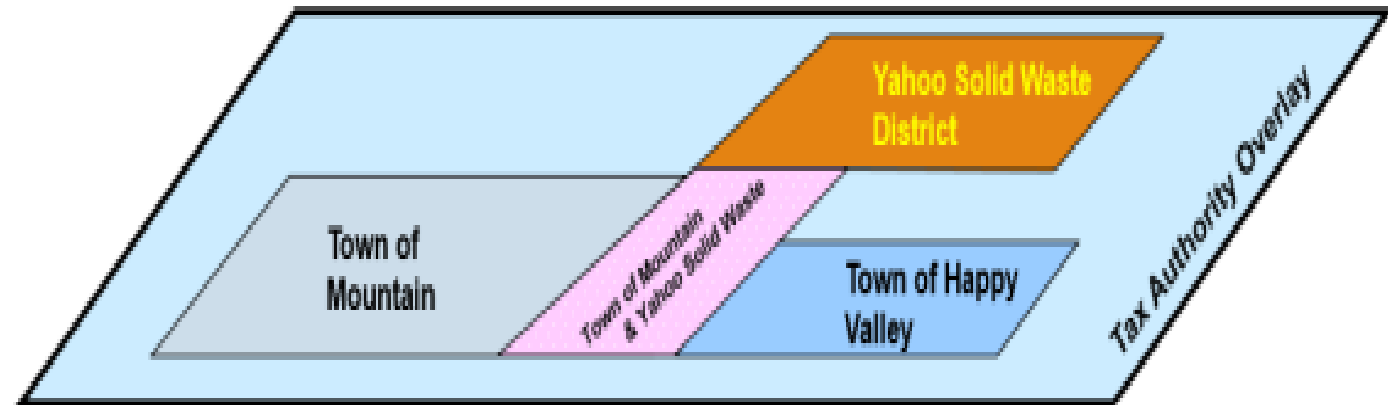 Yahoo Solid Waste
District
Town of
Mountain
Town of Mountain
& Yahoo Solid Waste
Town of Happy
Valley
Tax Authority Overlay